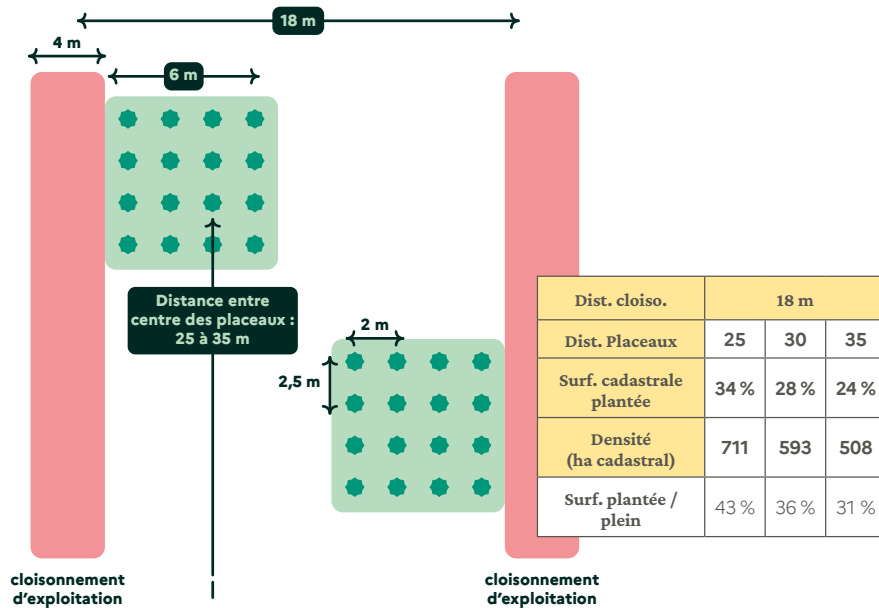 18 m
4 m
6 m
Distance entre
centre des placeaux :
25 à 35 m
2 m
2,5 m
Dist. cloiso. 18 m
Dist. Placeaux 25 30 35
Surf. cadastrale
plantée 34 % 28 % 24 %
Densité
(ha cadastral) 711 593 508
Surf. plantée /
plein 43 % 36 % 31 %
cloisonnement
d'exploitation
cloisonnement
d'exploitation